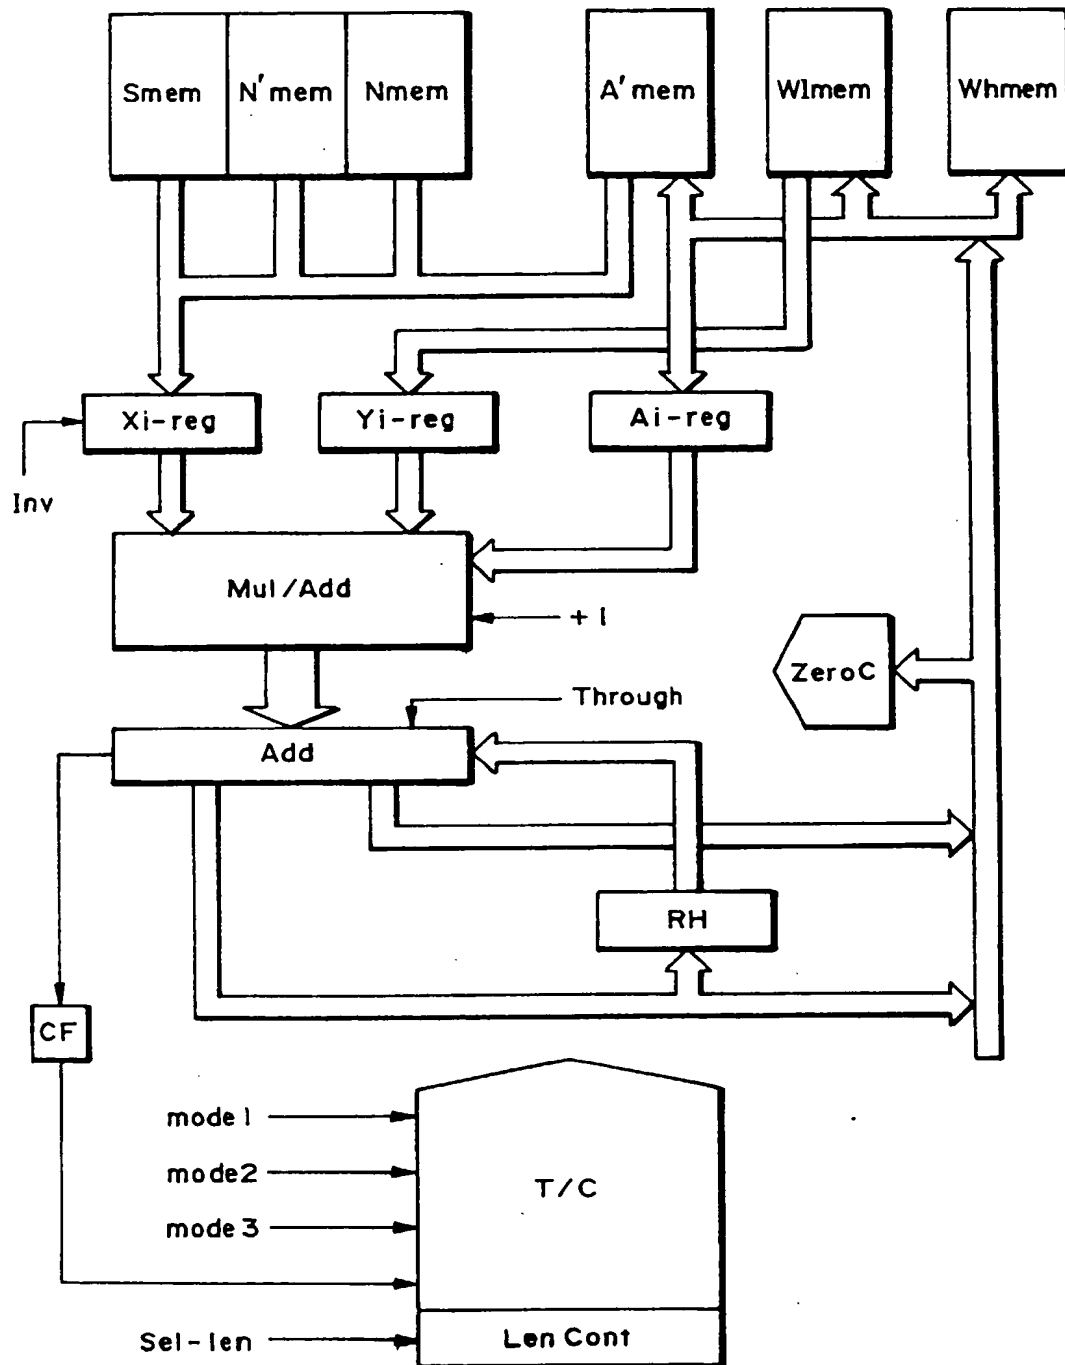 Smem N'mem Nmem A'mem Wlmem Whmem
Xi-reg Yi-reg Ai-reg
Inv
Mul/Add
+1
ZeroC
Through
Add
RH
CF
mode1
mode2
T/C
mode3
Sel-len
Len Cont